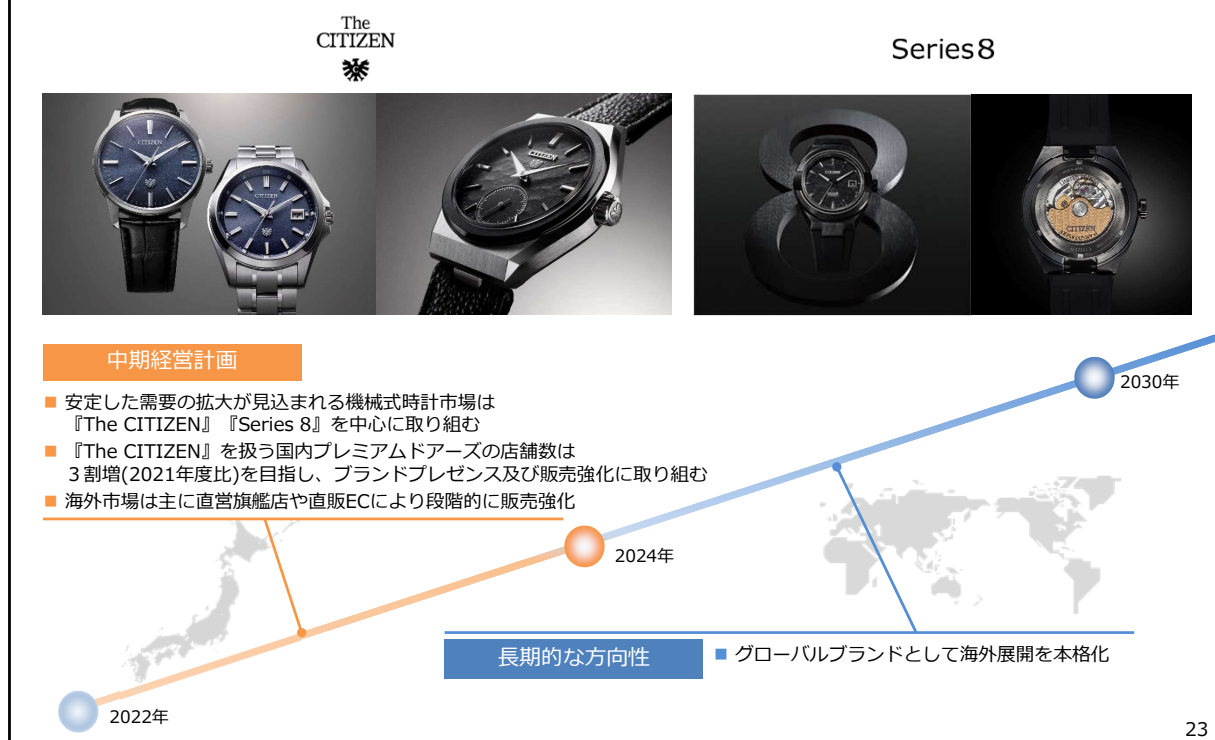 The
CITIZEN
Series8
CITIZEN
CITIZEN
CITIZEN
CITIZEN
中期経営計画
■ 安定した需要の拡大が見込まれる機械式時計市場は
『The CITIZEN』『Series 8』を中心に取り組む
■ 『The CITIZEN』を扱う国内プレミアムドアーズの店舗数は
３割増(2021年度比)を目指し、ブランドプレゼンス及び販売強化に取り組む
■ 海外市場は主に直営旗艦店や直販ECにより段階的に販売強化
2030年
2024年
長期的な方向性
■ グローバルブランドとして海外展開を本格化
2022年
23